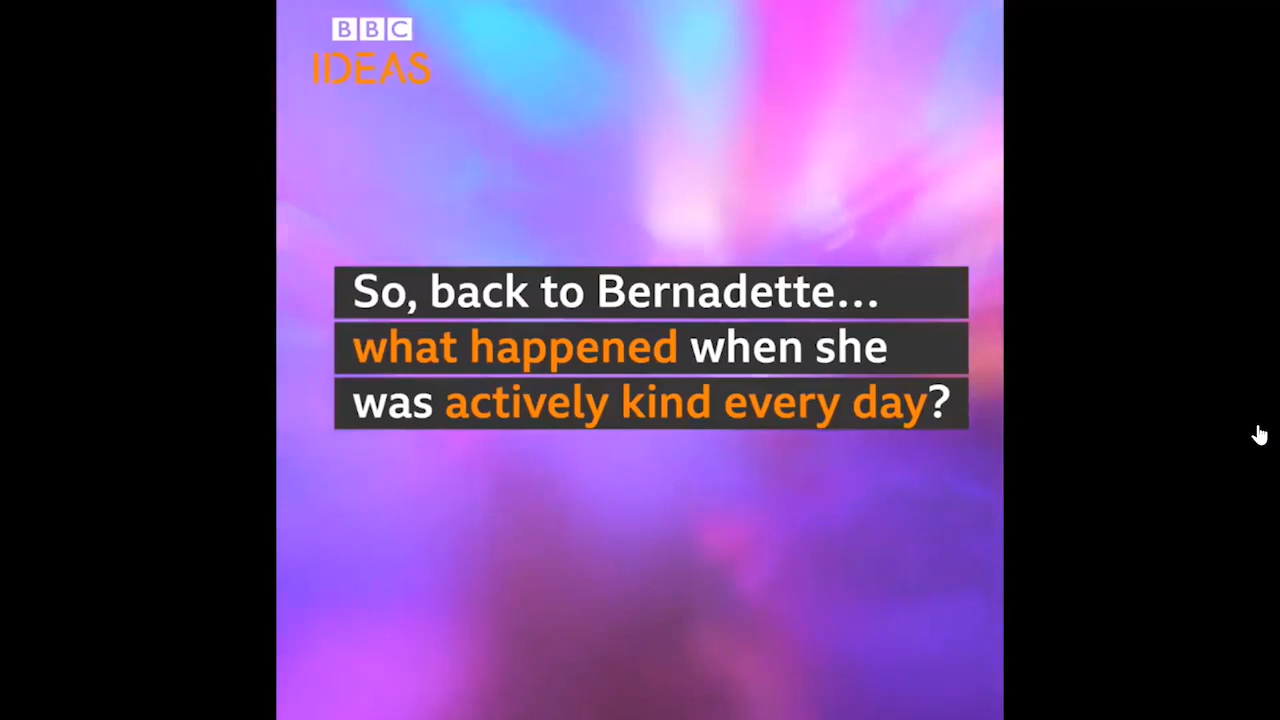 BBC
IDEAS
So, back to Bernadette...
what happened when she
was actively kind every day?